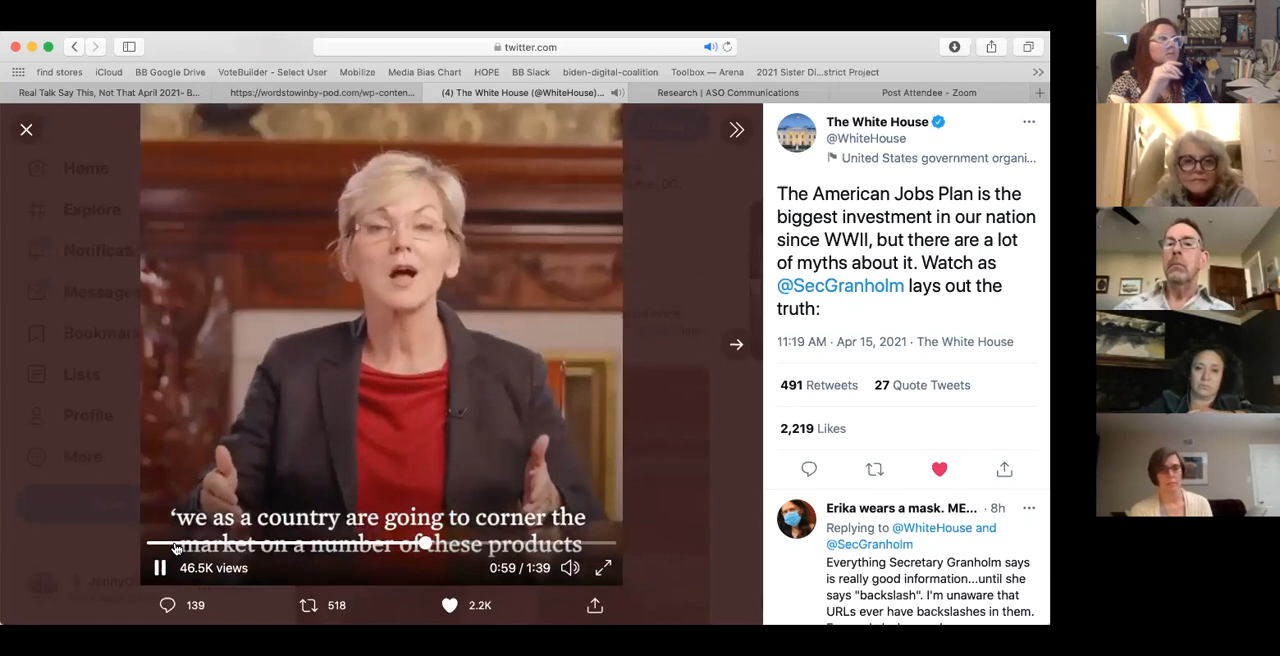 twitter.com
find stores
iCloud
BB Google Drive
VoteBuilder - Select User
Mobilize
Media Bias Chart
HOPE
BB Slack
biden-digital-coalition
Toolbox — Arena
2021 Sister Di...strict Project
Real Talk Say This, Not That April 2021- B...
https://wordstowinby-pod.com/wp-conten...
(4) The White House (@WhiteHouse)...
Research | ASO Communications
Post Attendee - Zoom
Home
Explore
Notificat
Messages
Bookmar
Lists
Profile
More
'we as a country are going to corner the
market on a number of these products
46.5K views
0:59 / 1:39
139
518
2.2K
The White House
@WhiteHouse
United States government organi...
The American Jobs Plan is the
biggest investment in our nation
since WWII, but there are a lot
of myths about it. Watch as
@SecGranholm lays out the
truth:
11:19 AM · Apr 15, 2021 · The White House
491 Retweets 27 Quote Tweets
2,219 Likes
Erika wears a mask. ME... · 8h
Replying to @WhiteHouse and
@SecGranholm
Everything Secretary Granholm says
is really good information...until she
says "backslash". I'm unaware that
URLs ever have backslashes in them.